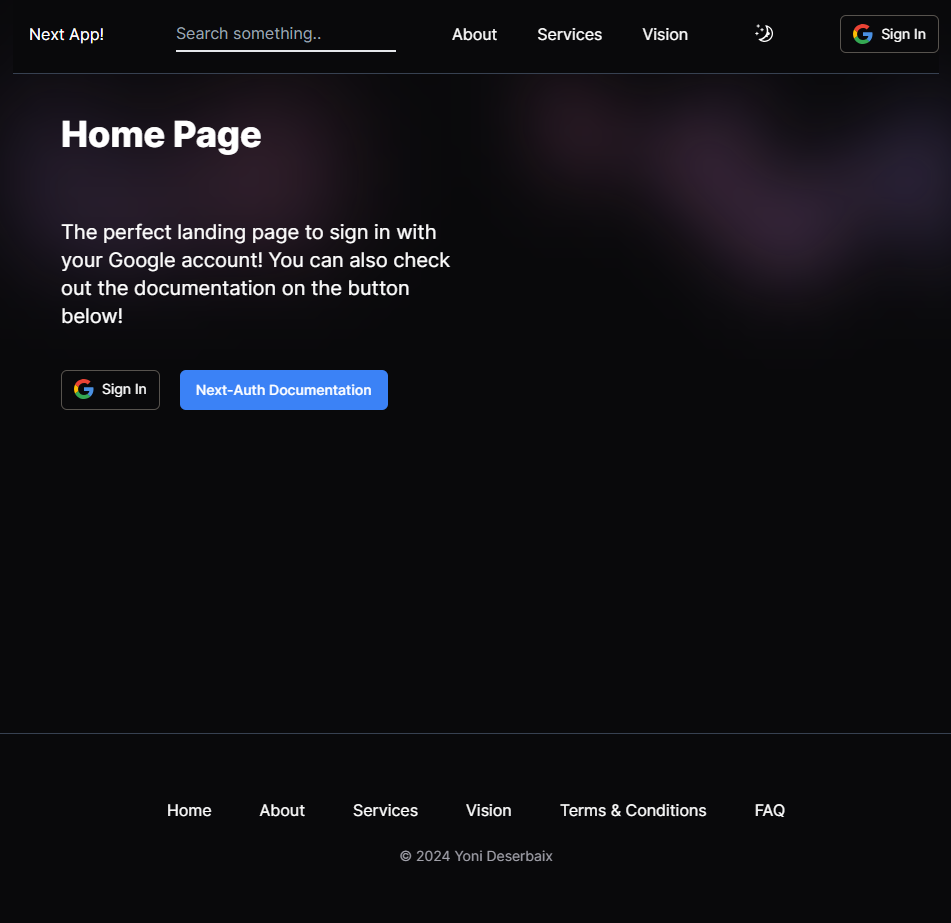 Next App! Search something.. About Services Vision Sign In
Home Page
The perfect landing page to sign in with
your Google account! You can also check
out the documentation on the button
below!
Sign In Next-Auth Documentation
Home About Services Vision Terms & Conditions FAQ
© 2024 Yoni Deserbaix